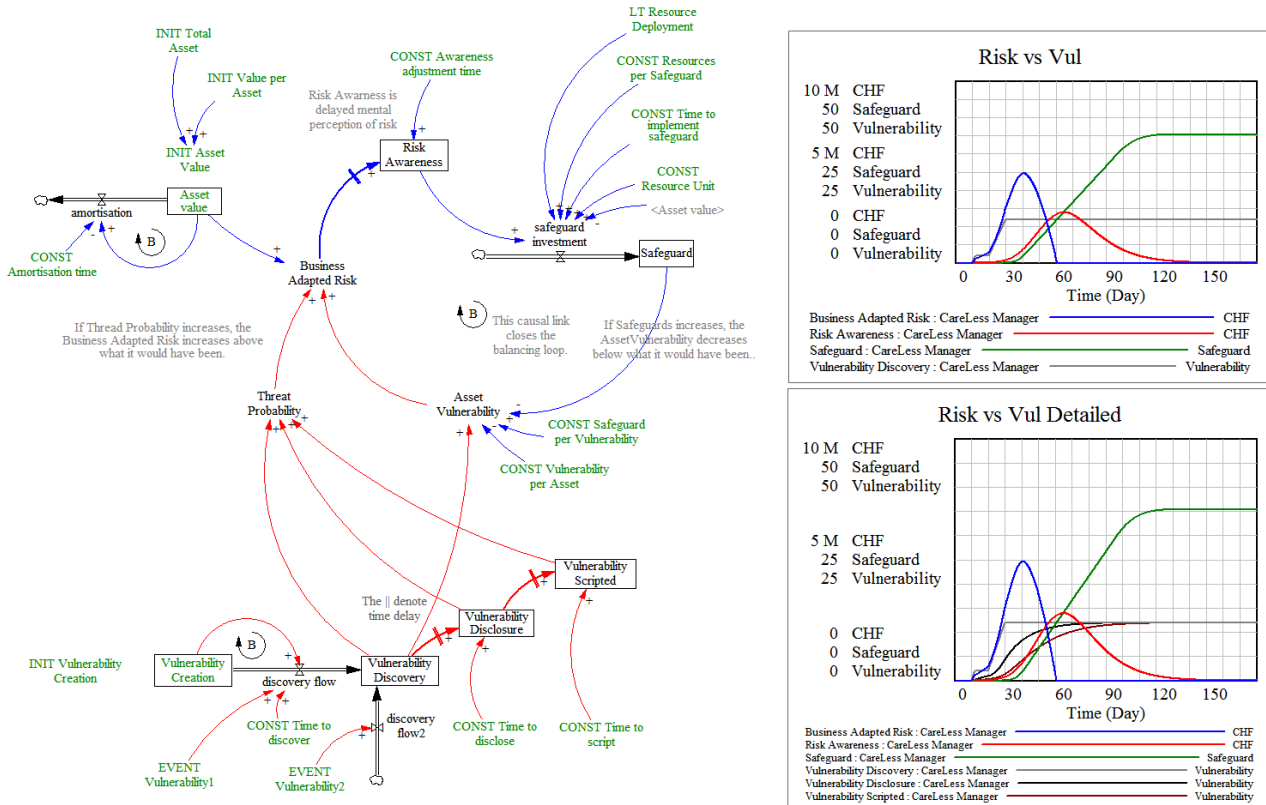 INIT Total
Asset
INIT Value per
Asset
INIT Asset
Value
Asset
value
amortisation
B
CONST
Amortisation time
LT Resource
Deployment
CONST Awareness
adjustment time
CONST Resources
per Safeguard
Risk Awarness is
delayed mental
perception of risk
CONST Time to
implement
safeguard
Risk
Awareness
CONST
Resource Unit
<Asset value>
safeguard
investment
Safeguard
Business
Adapted Risk
B
This causal link
closes the
balancing loop.
If Thread Probability increases, the
Business Adapted Risk increases above
what it would have been.
If Safeguards increases, the
AssetVulnerability decreases
below what it would have been..
Threat
Probability
Asset
Vulnerability
CONST Safeguard
per Vulnerability
CONST Vulnerability
per Asset
Vulnerability
Scripted
The || denote
time delay
Vulnerability
Disclosure
B
INIT Vulnerability
Creation
Vulnerability
Creation
discovery flow
Vulnerability
Discovery
CONST Time to
discover
discovery
flow2
CONST Time to
disclose
CONST Time to
script
EVENT
Vulnerability1
EVENT
Vulnerability2
Risk vs Vul
10 M CHF
50 Safeguard
50 Vulnerability
5 M CHF
25 Safeguard
25 Vulnerability
0 CHF
0 Safeguard
0 Vulnerability
0 30 60 90 120 150
Time (Day)
Business Adapted Risk : CareLess Manager CHF
Risk Awareness : CareLess Manager CHF
Safeguard : CareLess Manager Safeguard
Vulnerability Discovery : CareLess Manager Vulnerability
Risk vs Vul Detailed
10 M CHF
50 Safeguard
50 Vulnerability
5 M CHF
25 Safeguard
25 Vulnerability
0 CHF
0 Safeguard
0 Vulnerability
0 30 60 90 120 150
Time (Day)
Business Adapted Risk : CareLess Manager CHF
Risk Awareness : CareLess Manager CHF
Safeguard : CareLess Manager Safeguard
Vulnerability Discovery : CareLess Manager Vulnerability
Vulnerability Disclosure : CareLess Manager Vulnerability
Vulnerability Scripted : CareLess Manager Vulnerability